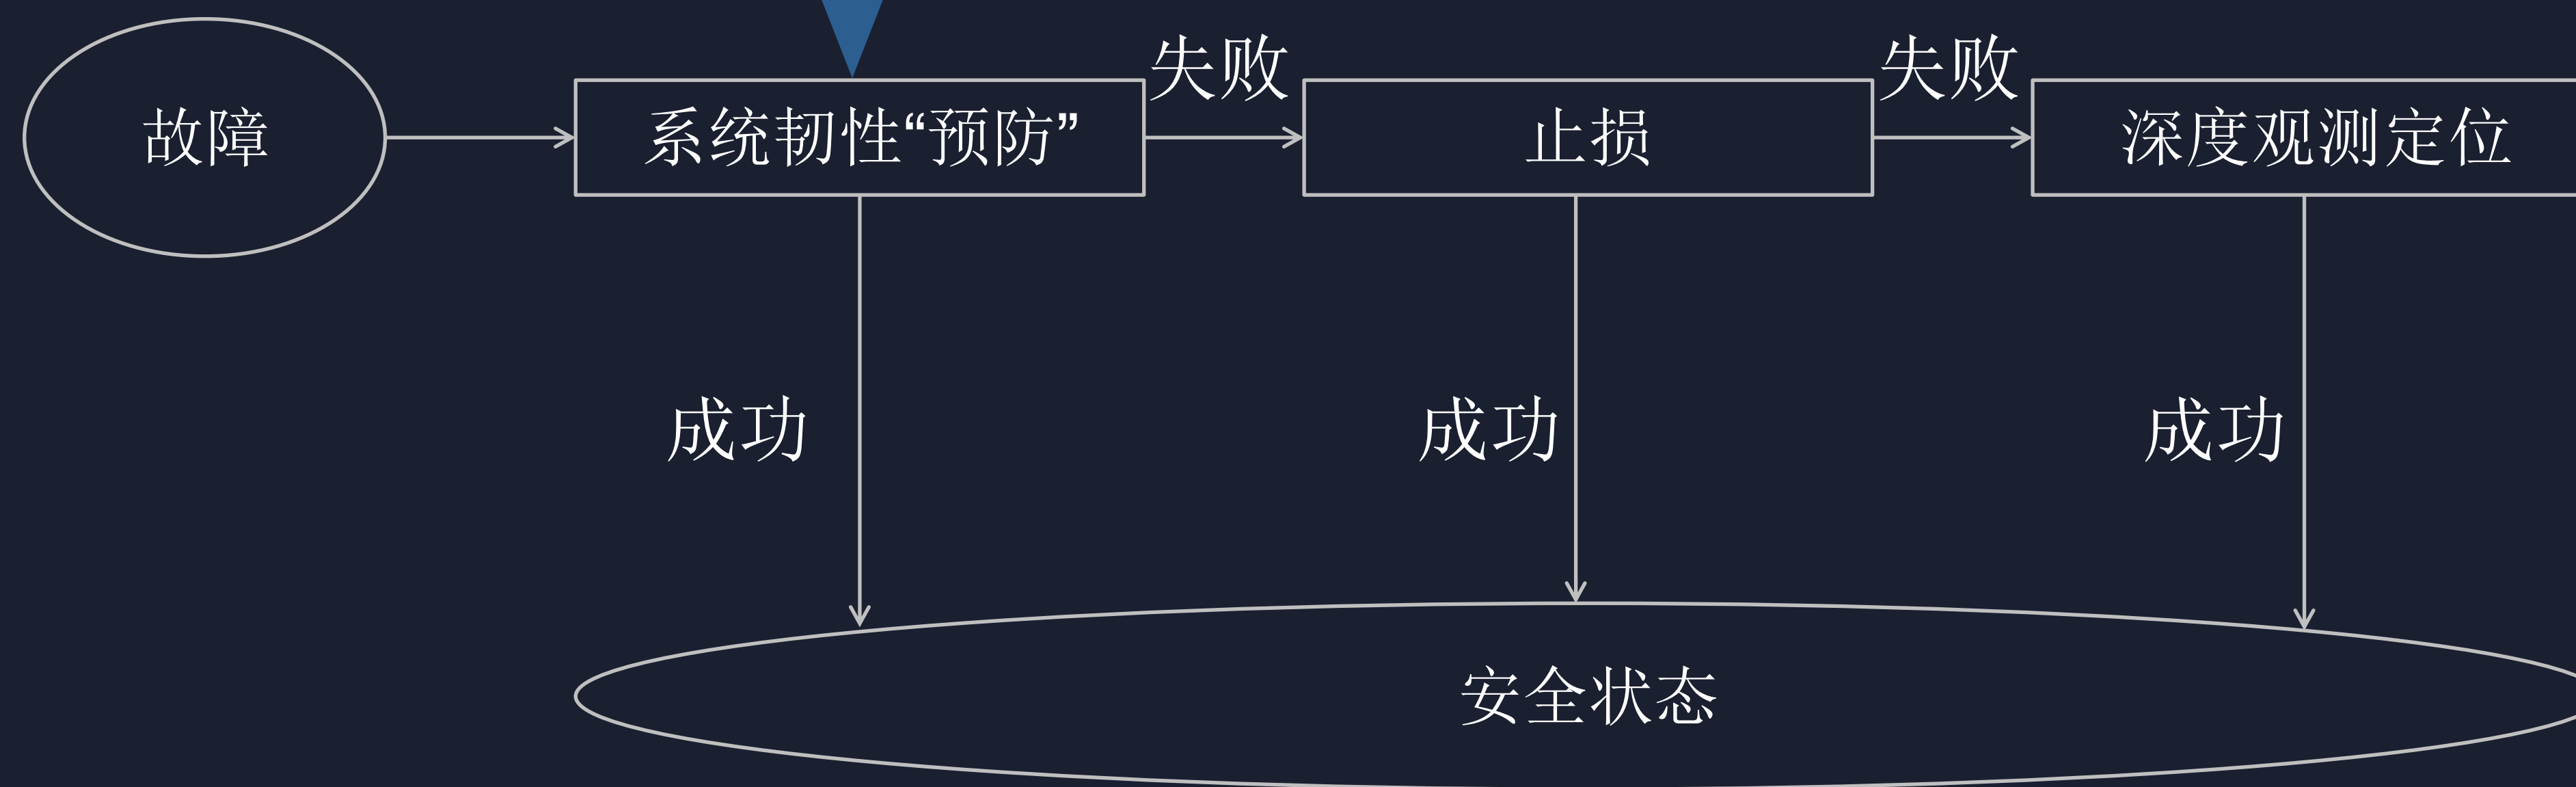 失败
失败
故障
系统韧性“预防”
止损
深度观测定位
成功
成功
成功
安全状态